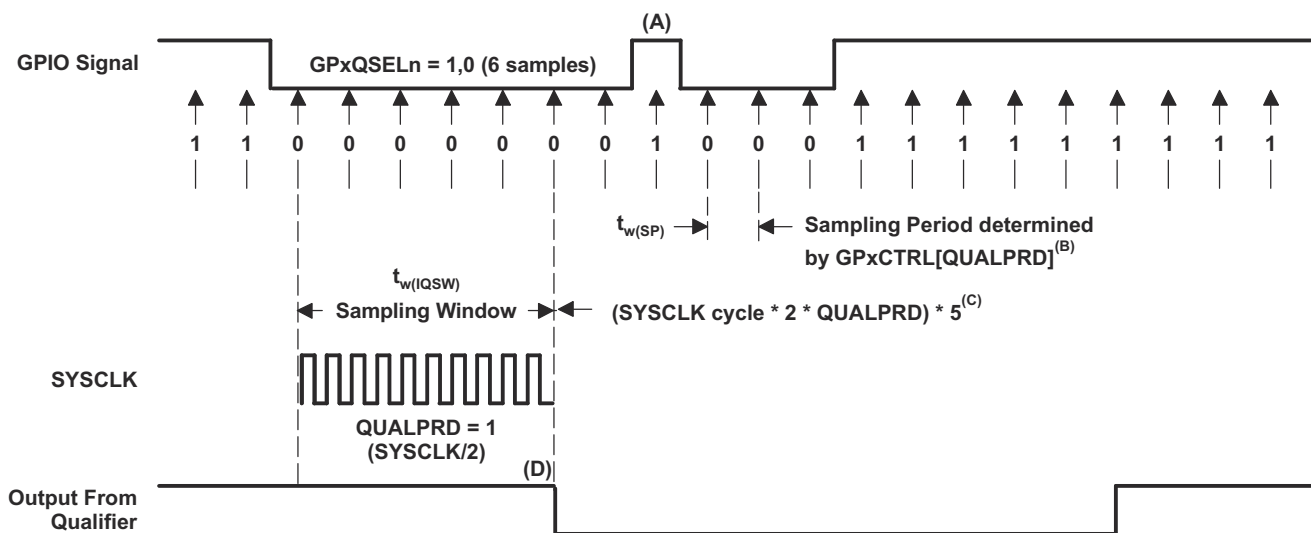 (A)
GPIO Signal
GPxQSELn = 1,0 (6 samples)
1 1 0 0 0 0 0 0 0 1 0 0 0 1 1 1 1 1 1 1 1 1
tw(SP)
Sampling Period determined
by GPxCTRL[QUALPRD](B)
tw(IQSW)
Sampling Window
(SYSCLK cycle * 2 * QUALPRD) * 5(C)
SYSCLK
QUALPRD = 1
(SYSCLK/2)
(D)
Output From
Qualifier